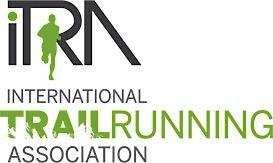 iTRA
INTERNATIONAL
TRAILRUNNING
ASSOCIATION